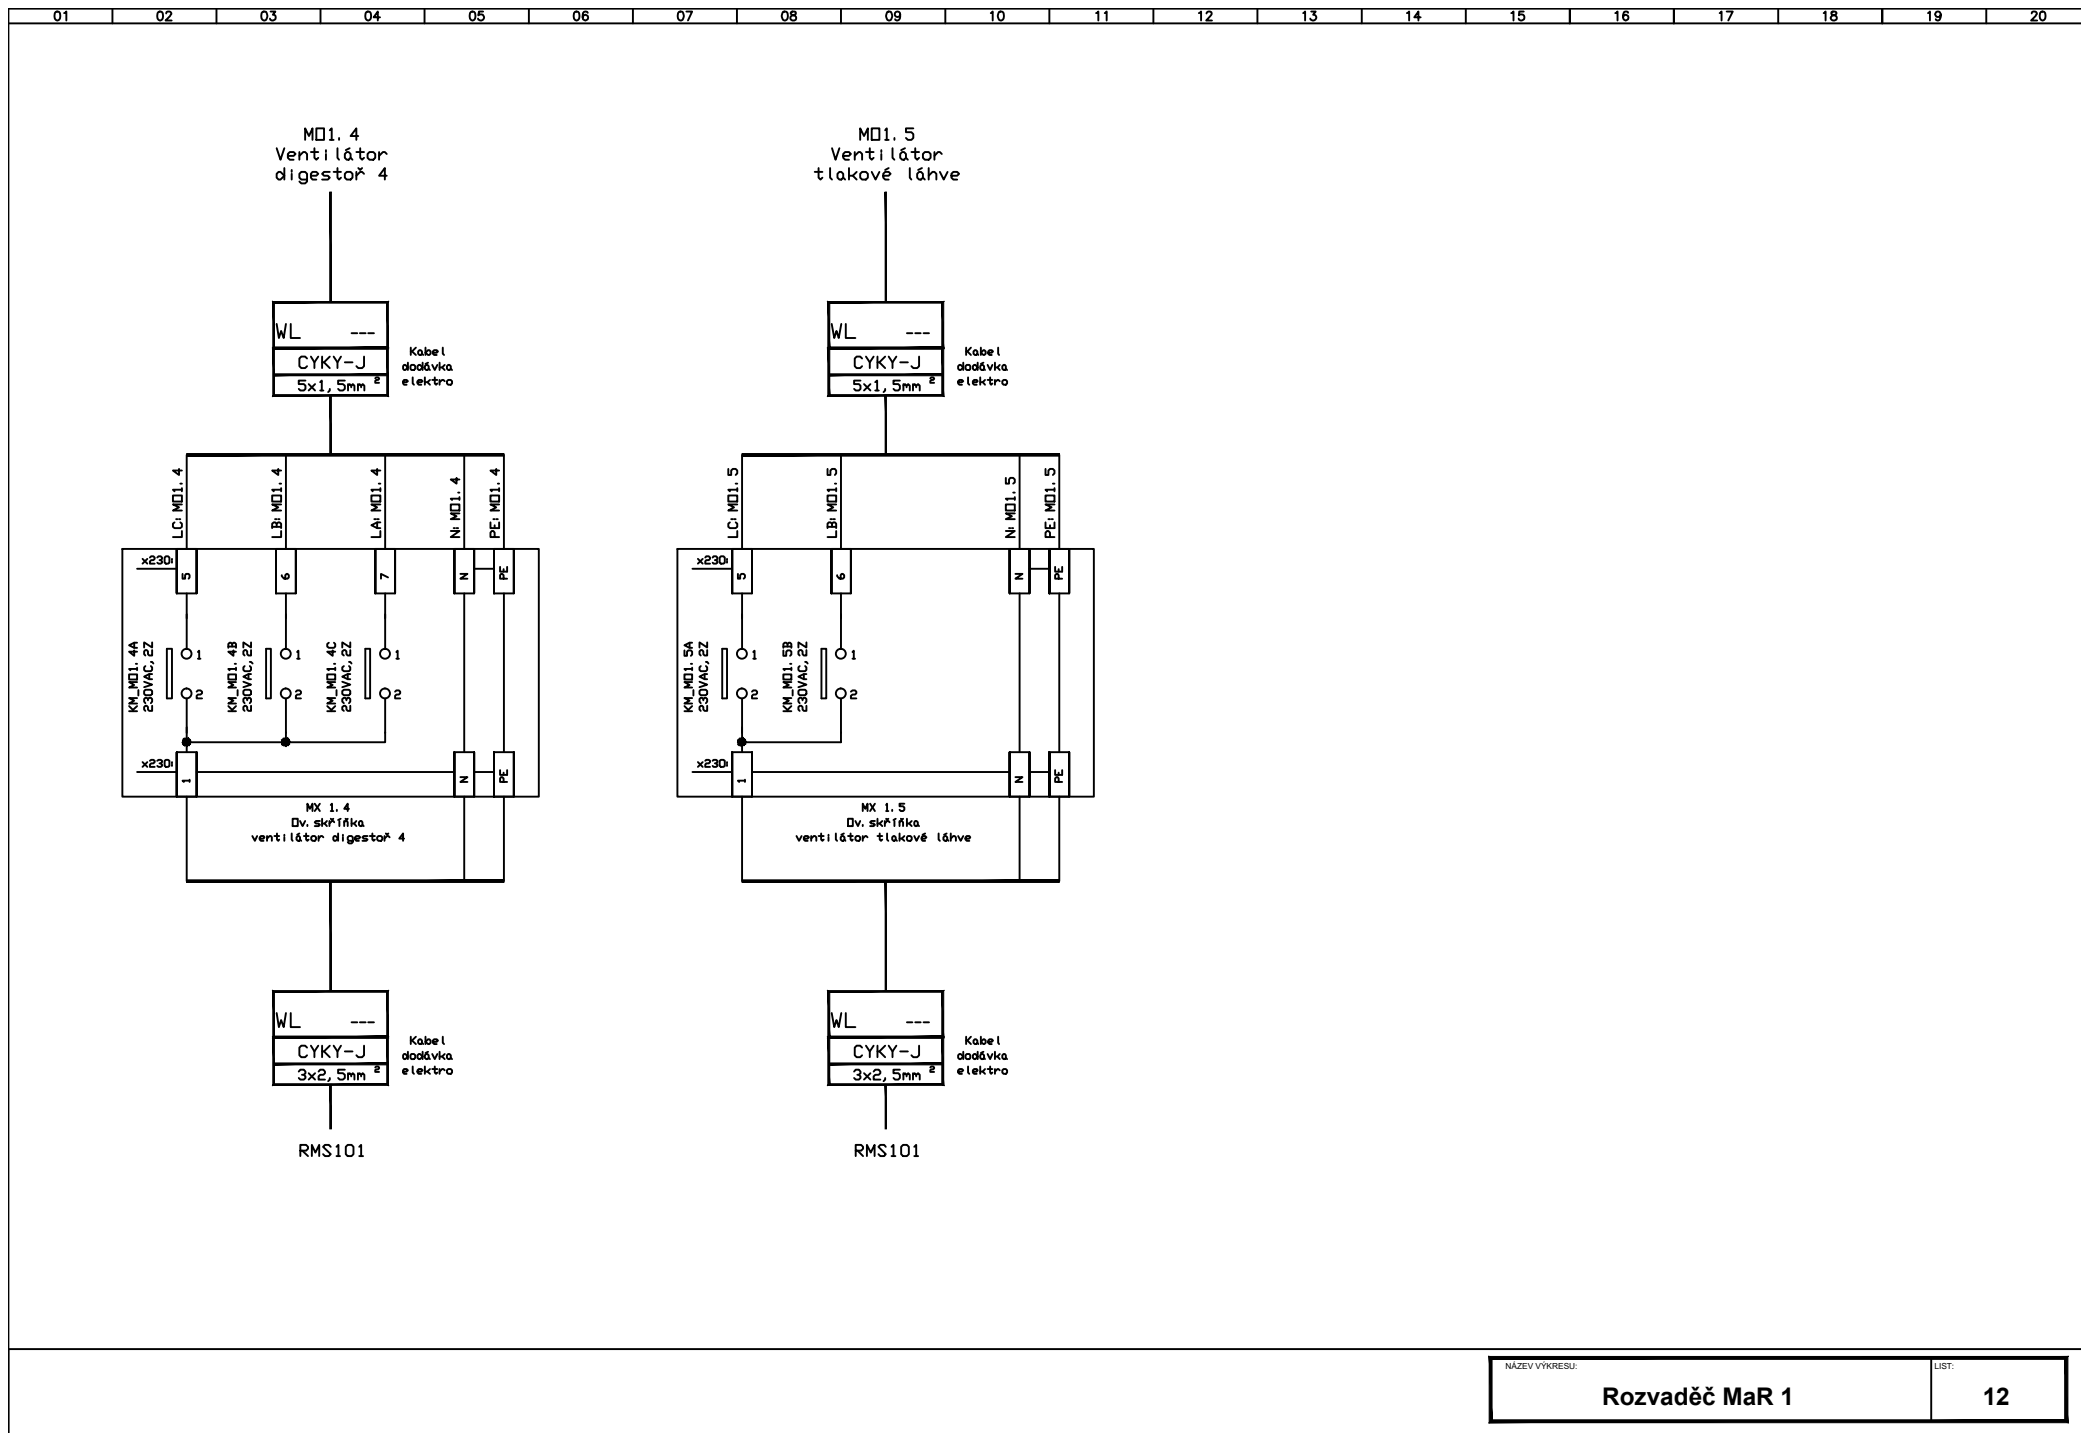 01 02 03 04 05 06 07 08 09 10 11 12 13 14 15 16 17 18 19 20
MO1.4
Ventilátor
digestoř 4
WL ---
CYKY-J
5x1,5mm²
Kabel
dodávka
elektro
LC:MO1.4
LB:MO1.4
LA:MO1.4
N:MO1.4
PE:MO1.4
x230:
5
6
7
N
PE
KM_MO1.4A
230VAC,2Z
1
2
KM_MO1.4B
230VAC,2Z
1
2
KM_MO1.4C
230VAC,2Z
1
2
x230:
1
N
PE
MX 1.4
Ov.skříňka
ventilátor digestoř 4
WL ---
CYKY-J
3x2,5mm²
Kabel
dodávka
elektro
RMS101
MO1.5
Ventilátor
tlakové láhve
WL ---
CYKY-J
5x1,5mm²
Kabel
dodávka
elektro
LC:MO1.5
LB:MO1.5
N:MO1.5
PE:MO1.5
x230:
5
6
N
PE
KM_MO1.5A
230VAC,2Z
1
2
KM_MO1.5B
230VAC,2Z
1
2
x230:
1
N
PE
MX 1.5
Ov.skříňka
ventilátor tlakové láhve
WL ---
CYKY-J
3x2,5mm²
Kabel
dodávka
elektro
RMS101
NÁZEV VÝKRESU:
Rozvaděč MaR 1
LIST:
12